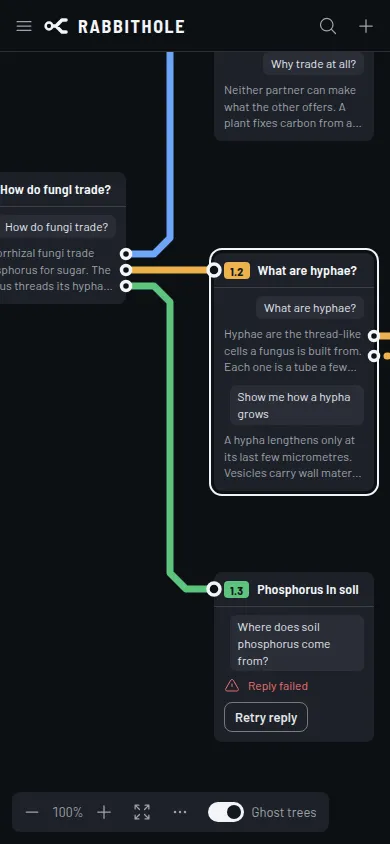 RABBITHOLE
Why trade at all?
Neither partner can make
what the other offers. A
plant fixes carbon from a...
How do fungi trade?
How do fungi trade?
orrhizal fungi trade
sphorus for sugar. The
us threads its hypha...
1.2 What are hyphae?
What are hyphae?
Hyphae are the thread-like
cells a fungus is built from.
Each one is a tube a few...
Show me how a hypha
grows
A hypha lengthens only at
its last few micrometres.
Vesicles carry wall mater...
1.3 Phosphorus in soil
Where does soil
phosphorus come
from?
Reply failed
Retry reply
100%
Ghost trees